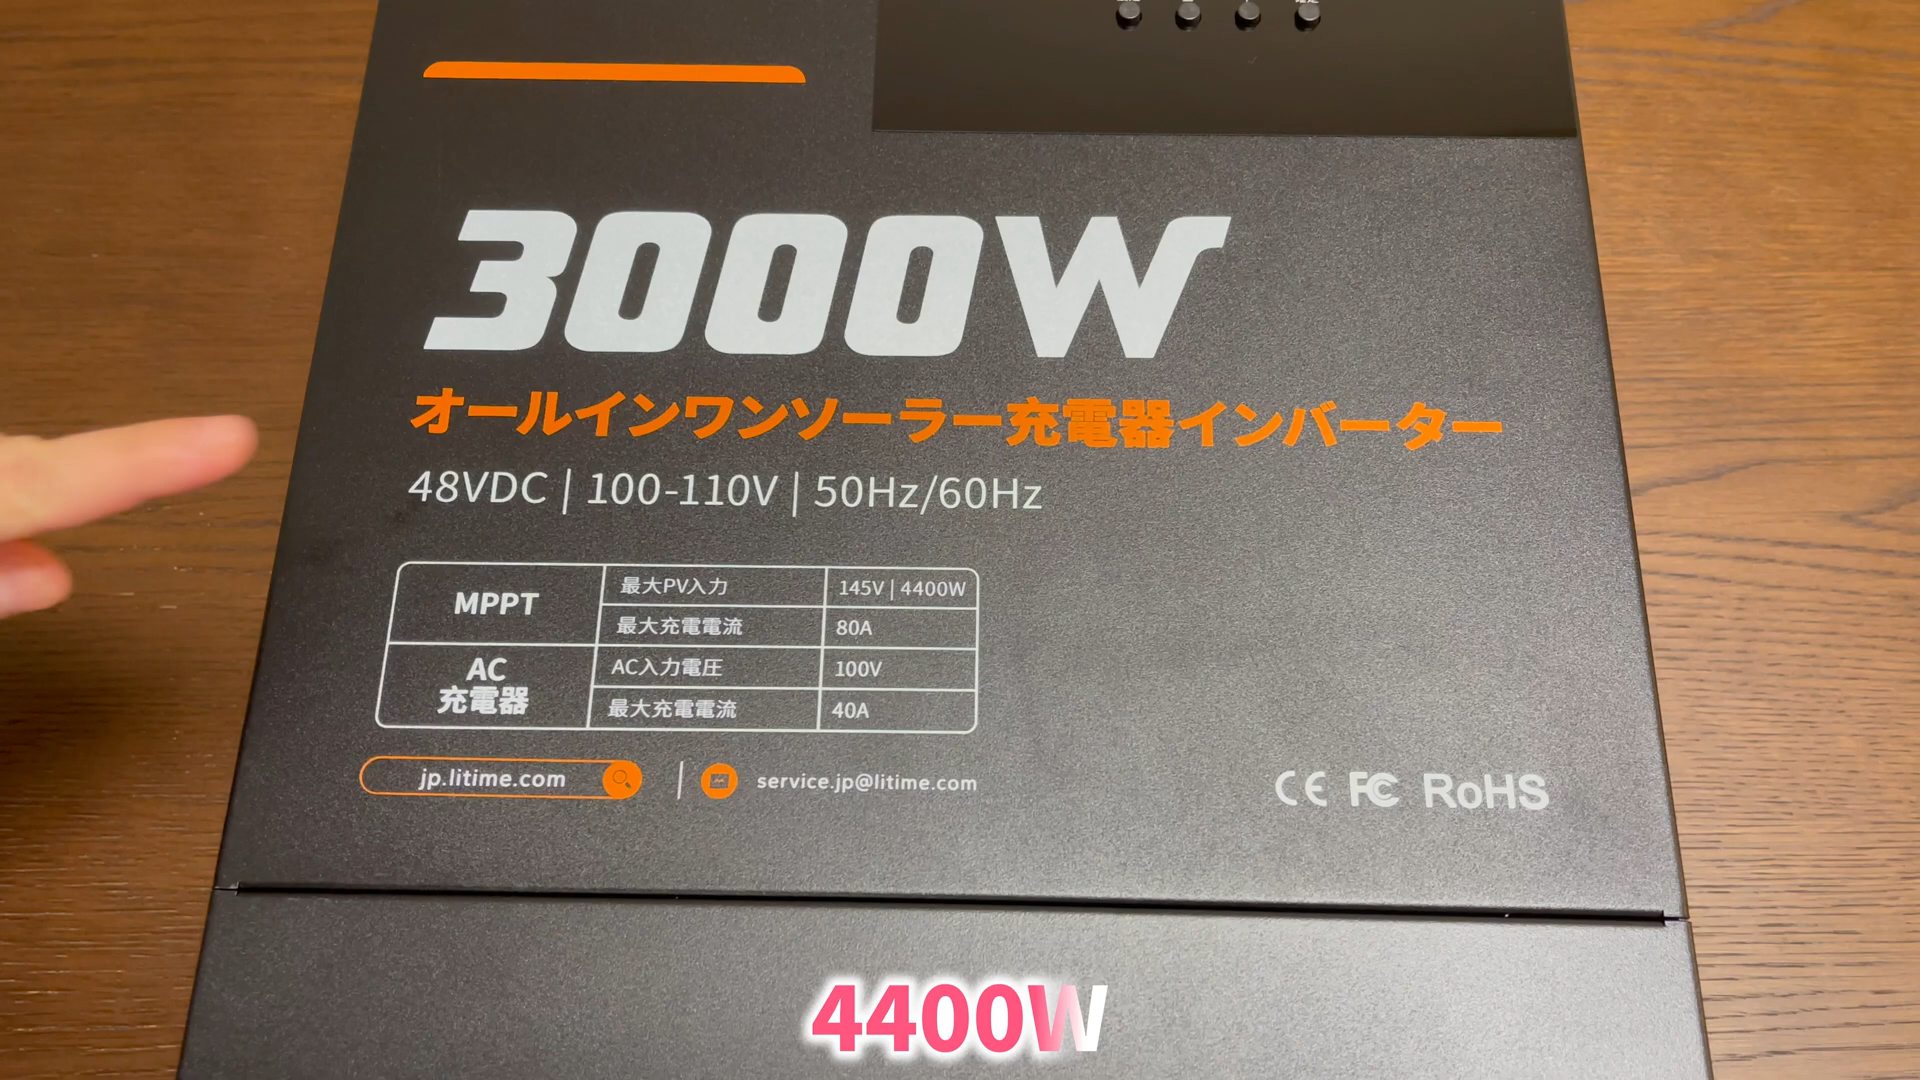 3000W
オールインワンソーラー充電器インバーター
48VDC | 100-110V | 50Hz/60Hz
MPPT
最大PV入力
145V | 4400W
最大充電電流
80A
AC
充電器
AC入力電圧
100V
最大充電電流
40A
jp.litime.com
service.jp@litime.com
CE FC RoHS
4400W